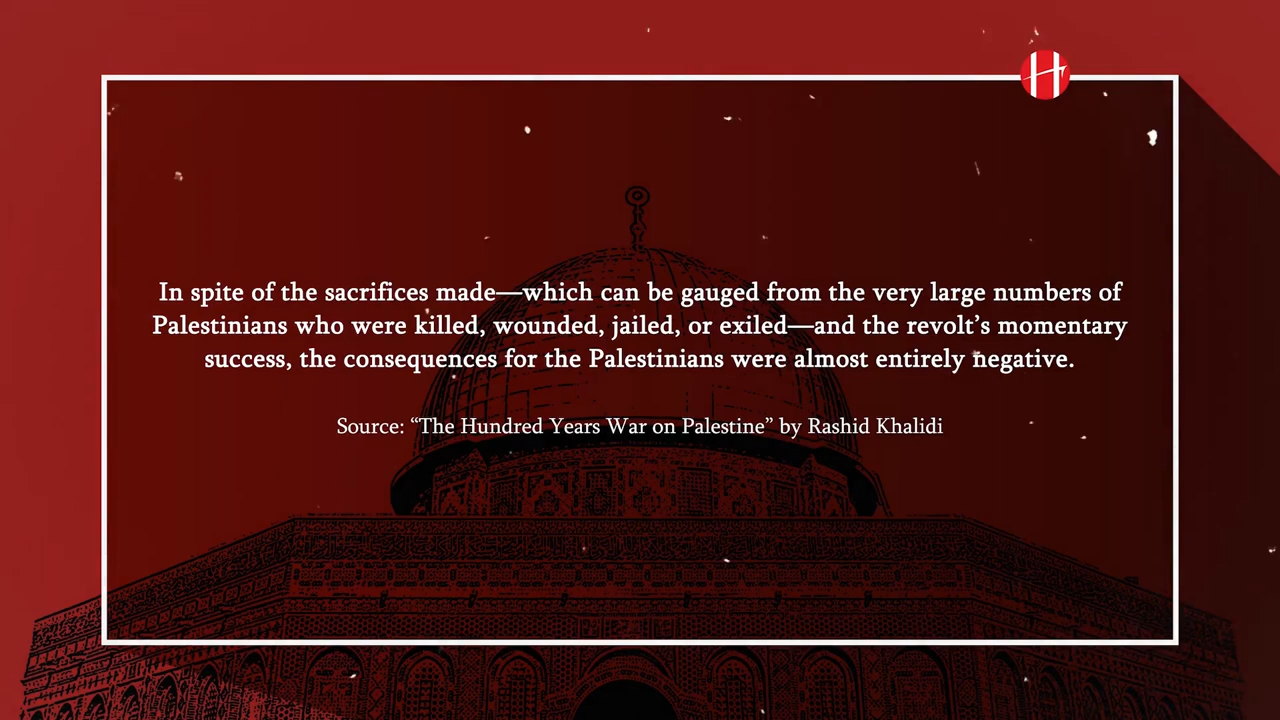 In spite of the sacrifices made—which can be gauged from the very large numbers of
Palestinians who were killed, wounded, jailed, or exiled—and the revolt’s momentary
success, the consequences for the Palestinians were almost entirely negative.
Source: “The Hundred Years War on Palestine” by Rashid Khalidi